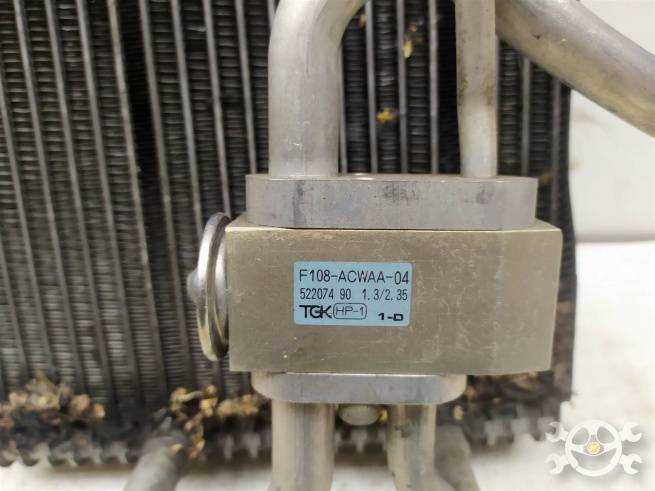 F108-ACWAA-04
522074 90 1.3/2.35
TGK HP-1 1-D